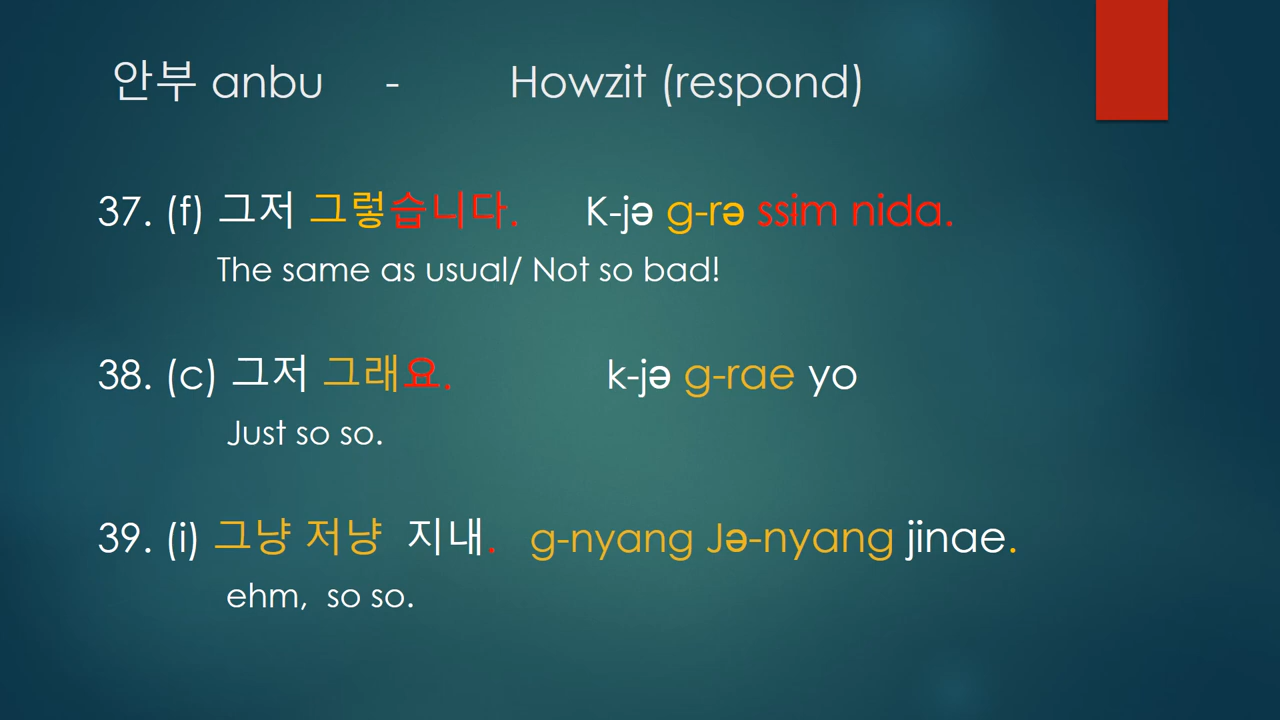 안부 anbu - Howzit (respond)
37. (f) 그저 그렇습니다. K-jə g-rə ssim nida.
The same as usual/ Not so bad!
38. (c) 그저 그래요. k-jə g-rae yo
Just so so.
39. (i) 그냥 저냥 지내. g-nyang Jə-nyang jinae.
ehm, so so.